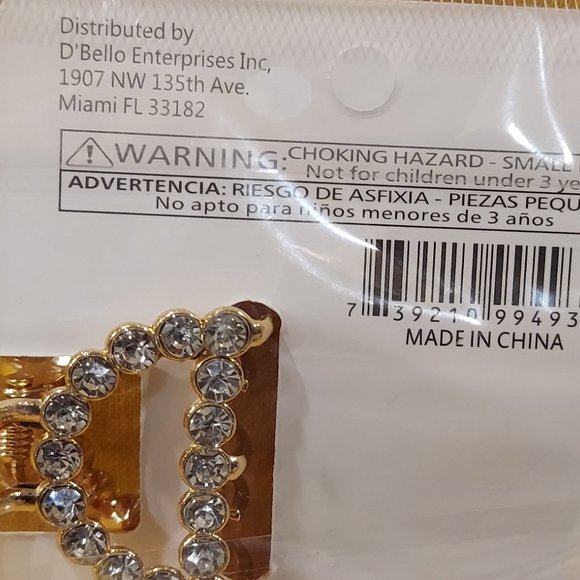 Distributed by
D'Bello Enterprises Inc,
1907 NW 135th Ave.
Miami FL 33182
WARNING: CHOKING HAZARD - SMALL
Not for children under 3
ADVERTENCIA: RIESGO DE ASFIXIA - PIEZAS PEQU
No apto para niños menores de 3 años
7 39210 99493
MADE IN CHINA